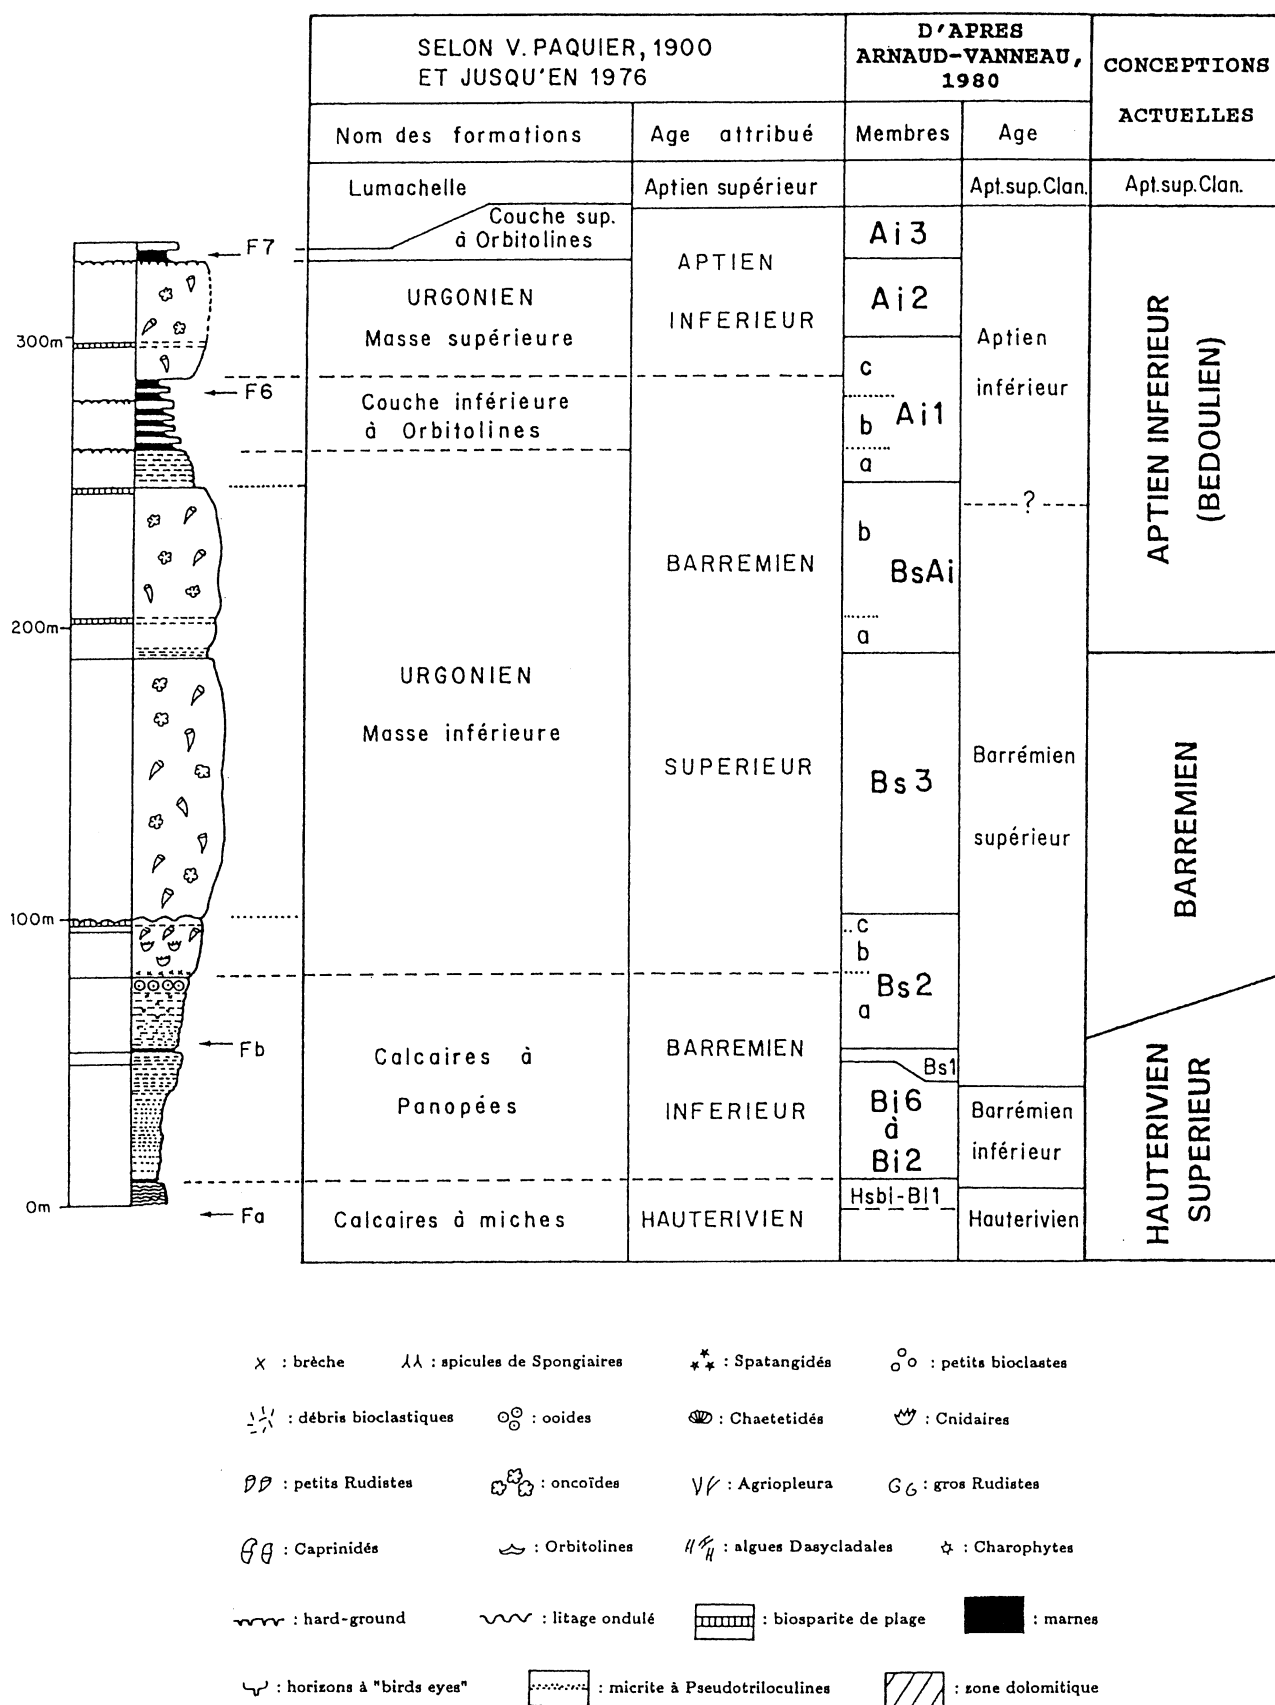 SELON V. PAQUIER, 1900
ET JUSQU'EN 1976
D'APRES
ARNAUD-VANNEAU,
1980
CONCEPTIONS
ACTUELLES
Nom des formations
Age attribué
Membres
Age
Lumachelle
Aptien supérieur
Apt.sup.Clan.
Apt.sup.Clan.
Couche sup.
à Orbitolines
F7
Ai3
APTIEN
INFERIEUR
URGONIEN
Masse supérieure
Ai2
300m
Aptien
inférieur
c
F6
Couche inférieure
à Orbitolines
b
Ai1
a
?
APTIEN INFERIEUR
(BEDOULIEN)
b
BARREMIEN
BsAi
200m
a
URGONIEN
Masse inférieure
SUPERIEUR
Bs3
Barrémien
supérieur
BARREMIEN
100m
c
b
Bs2
a
Fb
Calcaires à
Panopées
BARREMIEN
INFERIEUR
Bs1
Bi6
à
Bi2
Barrémien
inférieur
HAUTERIVIEN
SUPERIEUR
0m
Fa
Calcaires à miches
HAUTERIVIEN
Hsbi-Bi1
Hauterivien
: brèche
: spicules de Spongiaires
: Spatangidés
: petits bioclastes
: débris bioclastiques
: ooides
: Chaetetidés
: Cnidaires
: petits Rudistes
: oncoïdes
: Agriopleura
: gros Rudistes
: Caprinidés
: Orbitolines
: algues Dasycladales
: Charophytes
: hard-ground
: litage ondulé
: biosparite de plage
: marnes
: horizons à "birds eyes"
: micrite à Pseudotriloculines
: zone dolomitique